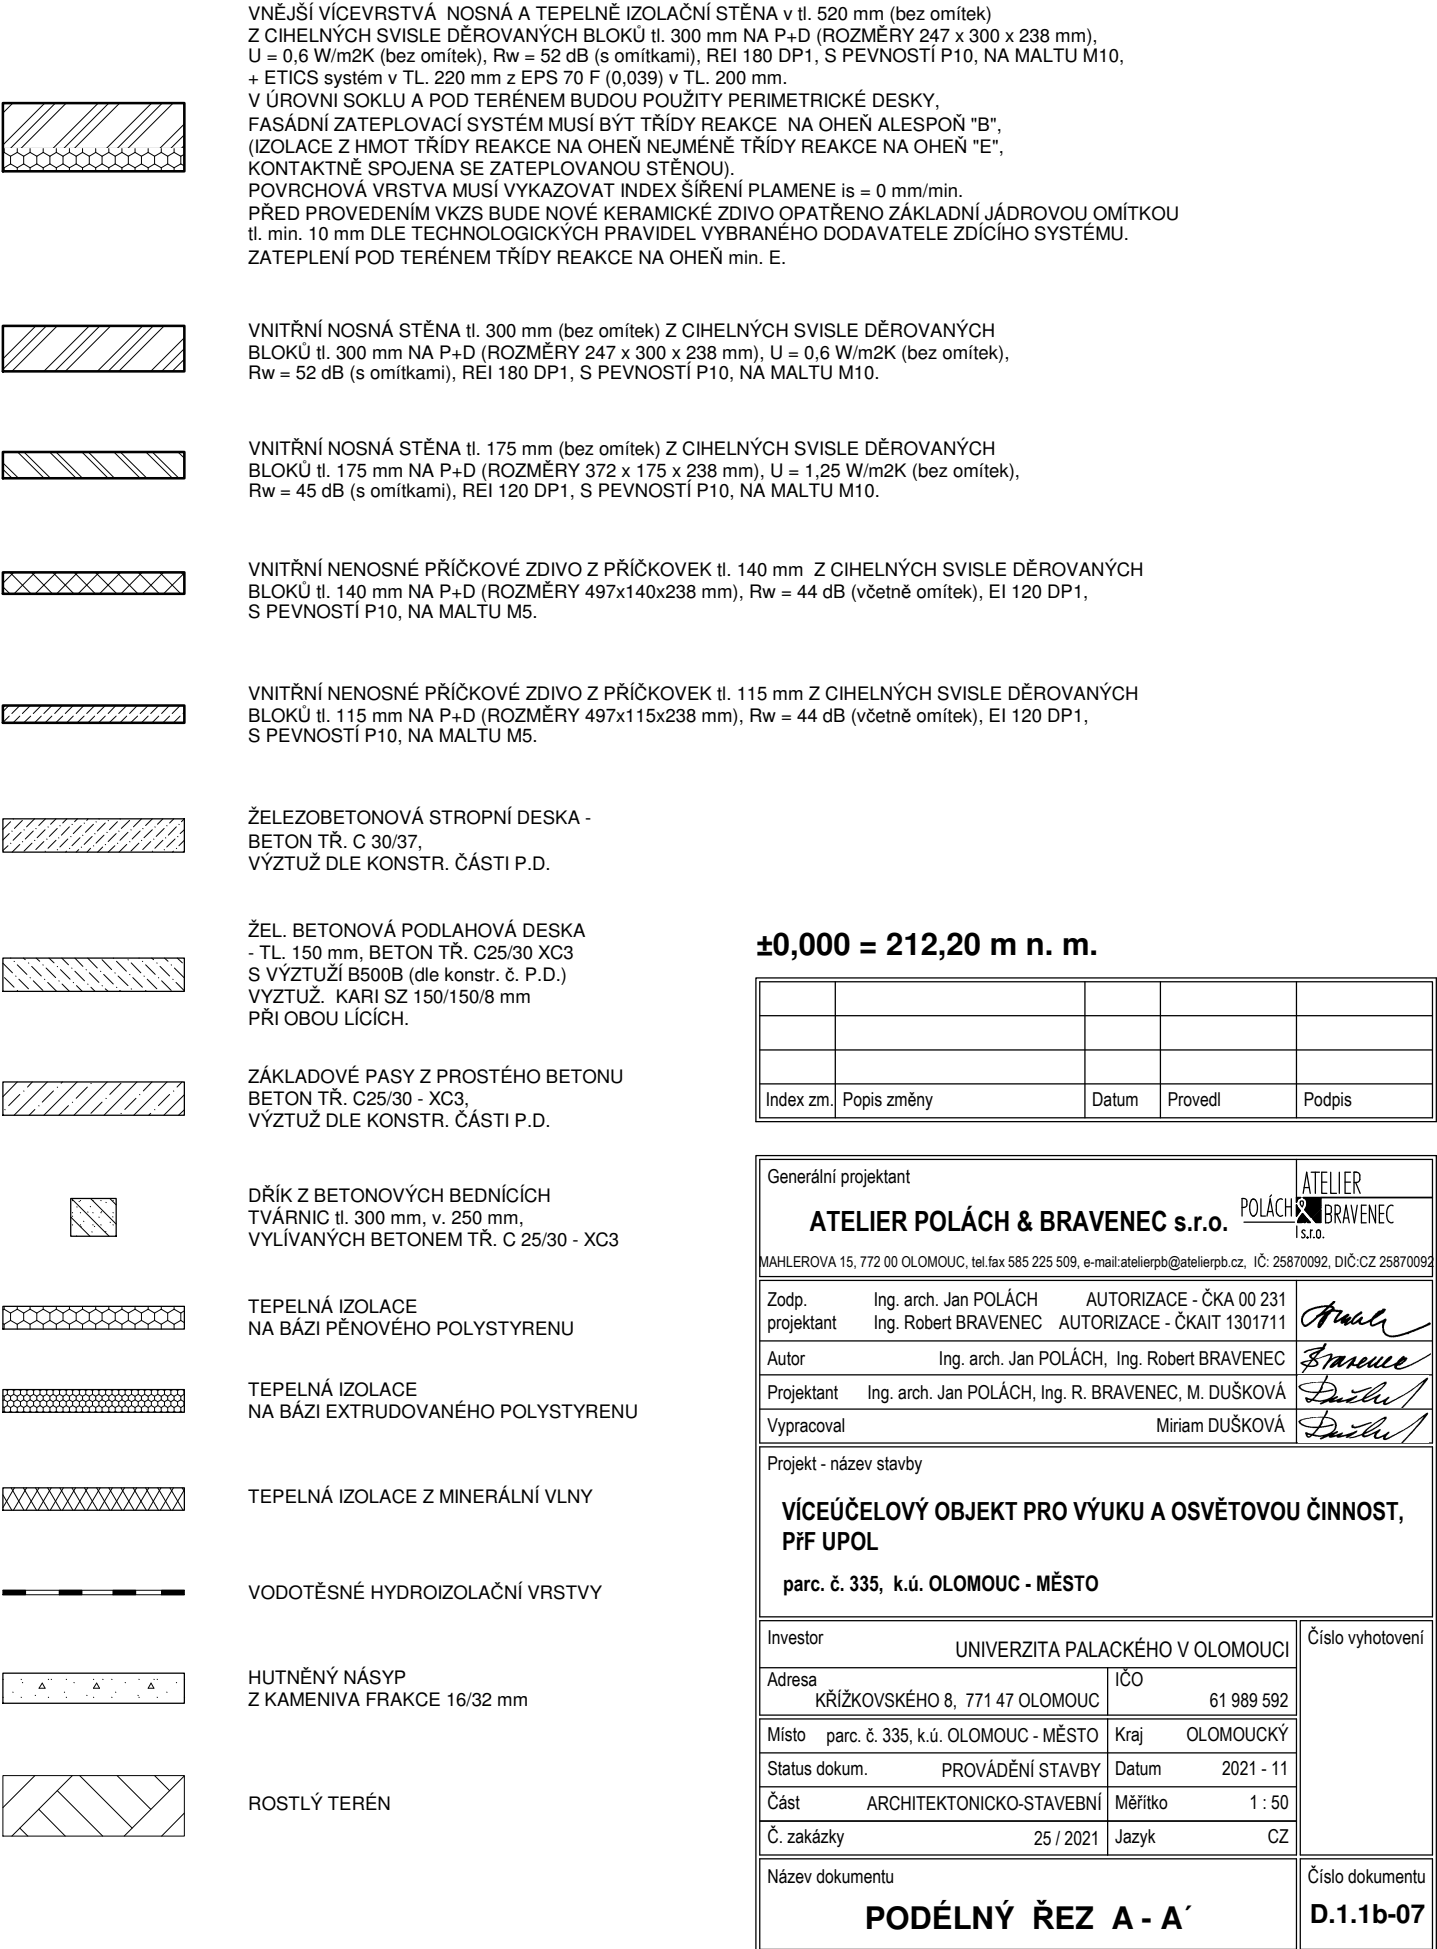 VNĚJŠÍ VÍCEVRSTVÁ NOSNÁ A TEPELNĚ IZOLAČNÍ STĚNA v tl. 520 mm (bez omítek)
Z CIHELNÝCH SVISLE DĚROVANÝCH BLOKŮ tl. 300 mm NA P+D (ROZMĚRY 247 x 300 x 238 mm),
U = 0,6 W/m2K (bez omítek), Rw = 52 dB (s omítkami), REI 180 DP1, S PEVNOSTÍ P10, NA MALTU M10,
+ ETICS systém v TL. 220 mm z EPS 70 F (0,039) v TL. 200 mm.
V ÚROVNI SOKLU A POD TERÉNEM BUDOU POUŽITY PERIMETRICKÉ DESKY,
FASÁDNÍ ZATEPLOVACÍ SYSTÉM MUSÍ BÝT TŘÍDY REAKCE NA OHEŇ ALESPOŇ "B",
(IZOLACE Z HMOT TŘÍDY REAKCE NA OHEŇ NEJMÉNĚ TŘÍDY REAKCE NA OHEŇ "E",
KONTAKTNĚ SPOJENA SE ZATEPLOVANOU STĚNOU).
POVRCHOVÁ VRSTVA MUSÍ VYKAZOVAT INDEX ŠÍŘENÍ PLAMENE is = 0 mm/min.
PŘED PROVEDENÍM VKZS BUDE NOVÉ KERAMICKÉ ZDIVO OPATŘENO ZÁKLADNÍ JÁDROVOU OMÍTKOU
tl. min. 10 mm DLE TECHNOLOGICKÝCH PRAVIDEL VYBRANÉHO DODAVATELE ZDÍCÍHO SYSTÉMU.
ZATEPLENÍ POD TERÉNEM TŘÍDY REAKCE NA OHEŇ min. E.
VNITŘNÍ NOSNÁ STĚNA tl. 300 mm (bez omítek) Z CIHELNÝCH SVISLE DĚROVANÝCH
BLOKŮ tl. 300 mm NA P+D (ROZMĚRY 247 x 300 x 238 mm), U = 0,6 W/m2K (bez omítek),
Rw = 52 dB (s omítkami), REI 180 DP1, S PEVNOSTÍ P10, NA MALTU M10.
VNITŘNÍ NOSNÁ STĚNA tl. 175 mm (bez omítek) Z CIHELNÝCH SVISLE DĚROVANÝCH
BLOKŮ tl. 175 mm NA P+D (ROZMĚRY 372 x 175 x 238 mm), U = 1,25 W/m2K (bez omítek),
Rw = 45 dB (s omítkami), REI 120 DP1, S PEVNOSTÍ P10, NA MALTU M10.
VNITŘNÍ NENOSNÉ PŘÍČKOVÉ ZDIVO Z PŘÍČKOVEK tl. 140 mm Z CIHELNÝCH SVISLE DĚROVANÝCH
BLOKŮ tl. 140 mm NA P+D (ROZMĚRY 497x140x238 mm), Rw = 44 dB (včetně omítek), EI 120 DP1,
S PEVNOSTÍ P10, NA MALTU M5.
VNITŘNÍ NENOSNÉ PŘÍČKOVÉ ZDIVO Z PŘÍČKOVEK tl. 115 mm Z CIHELNÝCH SVISLE DĚROVANÝCH
BLOKŮ tl. 115 mm NA P+D (ROZMĚRY 497x115x238 mm), Rw = 44 dB (včetně omítek), EI 120 DP1,
S PEVNOSTÍ P10, NA MALTU M5.
ŽELEZOBETONOVÁ STROPNÍ DESKA -
BETON TŘ. C 30/37,
VÝZTUŽ DLE KONSTR. ČÁSTI P.D.
ŽEL. BETONOVÁ PODLAHOVÁ DESKA
- TL. 150 mm, BETON TŘ. C25/30 XC3
S VÝZTUŽÍ B500B (dle konstr. č. P.D.)
VYZTUŽ. KARI SZ 150/150/8 mm
PŘI OBOU LÍCÍCH.
ZÁKLADOVÉ PASY Z PROSTÉHO BETONU
BETON TŘ. C25/30 - XC3,
VÝZTUŽ DLE KONSTR. ČÁSTI P.D.
DŘÍK Z BETONOVÝCH BEDNÍCÍCH
TVÁRNIC tl. 300 mm, v. 250 mm,
VYLÍVANÝCH BETONEM TŘ. C 25/30 - XC3
TEPELNÁ IZOLACE
NA BÁZI PĚNOVÉHO POLYSTYRENU
TEPELNÁ IZOLACE
NA BÁZI EXTRUDOVANÉHO POLYSTYRENU
TEPELNÁ IZOLACE Z MINERÁLNÍ VLNY
VODOTĚSNÉ HYDROIZOLAČNÍ VRSTVY
HUTNĚNÝ NÁSYP
Z KAMENIVA FRAKCE 16/32 mm
ROSTLÝ TERÉN
±0,000 = 212,20 m n. m.
Index zm. Popis změny Datum Provedl Podpis
Generální projektant
ATELIER POLÁCH & BRAVENEC s.r.o.
ATELIER
POLÁCH & BRAVENEC
s.r.o.
MAHLEROVA 15, 772 00 OLOMOUC, tel.fax 585 225 509, e-mail:atelierpb@atelierpb.cz, IČ: 25870092, DIČ:CZ 25870092
Zodp. Ing. arch. Jan POLÁCH AUTORIZACE - ČKA 00 231
projektant Ing. Robert BRAVENEC AUTORIZACE - ČKAIT 1301711
Autor Ing. arch. Jan POLÁCH, Ing. Robert BRAVENEC
Projektant Ing. arch. Jan POLÁCH, Ing. R. BRAVENEC, M. DUŠKOVÁ
Vypracoval Miriam DUŠKOVÁ
Projekt - název stavby
VÍCEÚČELOVÝ OBJEKT PRO VÝUKU A OSVĚTOVOU ČINNOST,
PřF UPOL
parc. č. 335, k.ú. OLOMOUC - MĚSTO
Investor UNIVERZITA PALACKÉHO V OLOMOUCI Číslo vyhotovení
Adresa IČO
KŘÍŽKOVSKÉHO 8, 771 47 OLOMOUC 61 989 592
Místo parc. č. 335, k.ú. OLOMOUC - MĚSTO Kraj OLOMOUCKÝ
Status dokum. PROVÁDĚNÍ STAVBY Datum 2021 - 11
Část ARCHITEKTONICKO-STAVEBNÍ Měřítko 1 : 50
Č. zakázky 25 / 2021 Jazyk CZ
Název dokumentu Číslo dokumentu
PODÉLNÝ ŘEZ A - A´ D.1.1b-07